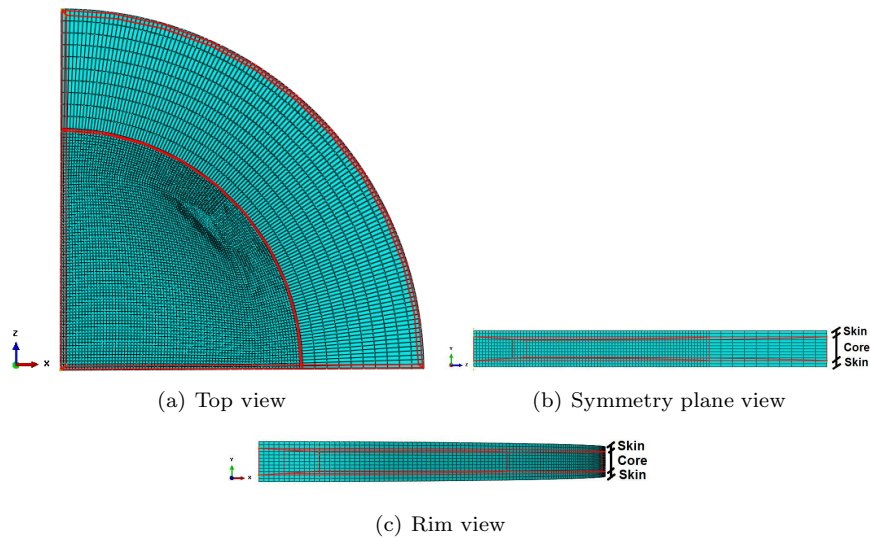 z
x
(a) Top view
Y
z
Skin
Core
Skin
(b) Symmetry plane view
Y
x
Skin
Core
Skin
(c) Rim view